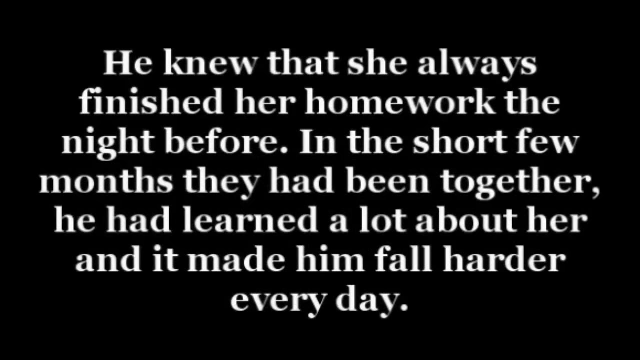 He knew that she always
finished her homework the
night before. In the short few
months they had been together,
he had learned a lot about her
and it made him fall harder
every day.